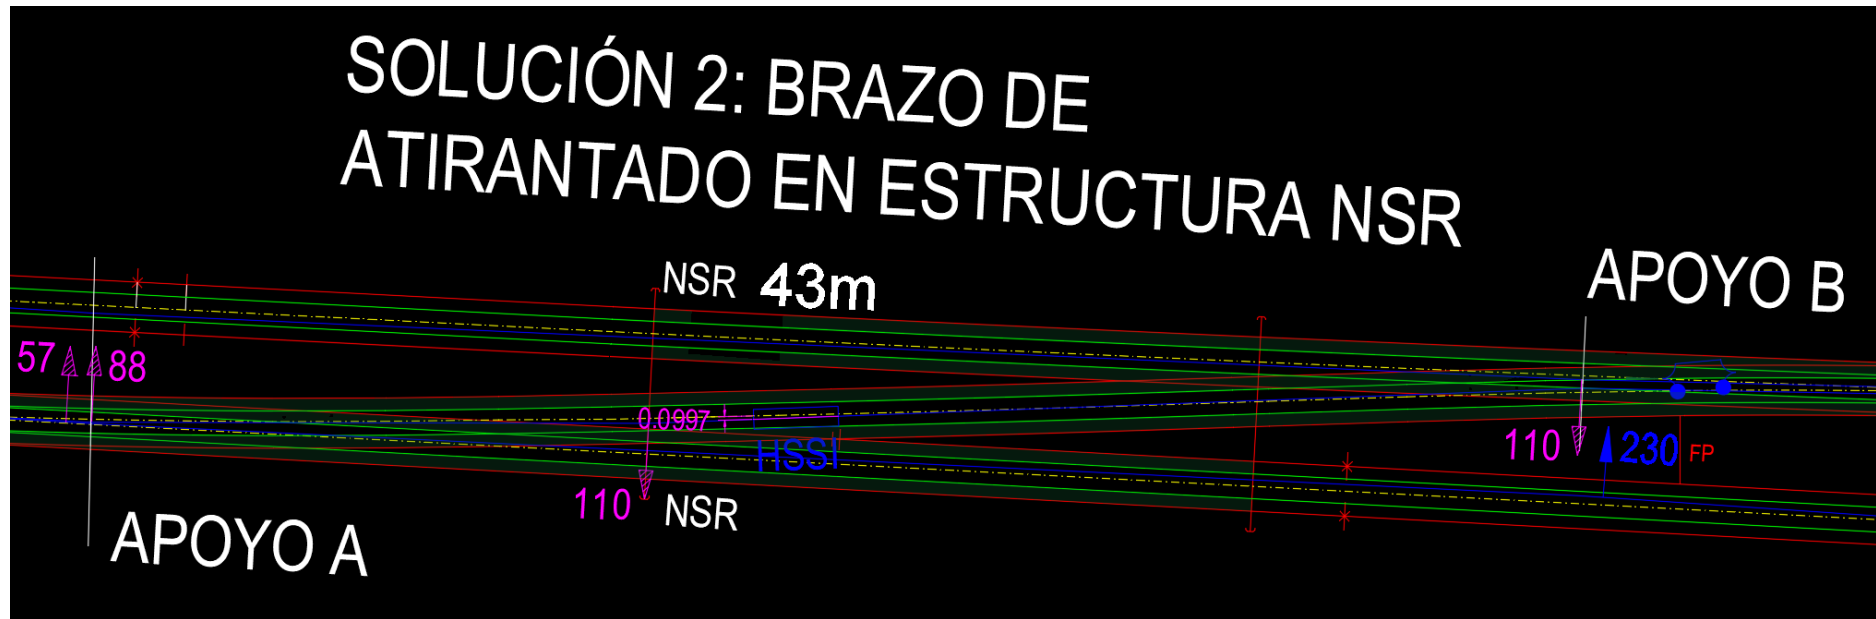 SOLUCIÓN 2: BRAZO DE
ATIRANTADO EN ESTRUCTURA NSR
APOYO B
NSR 43m
57 88
0.0997
HSSI
110 230 FP
110 NSR
APOYO A